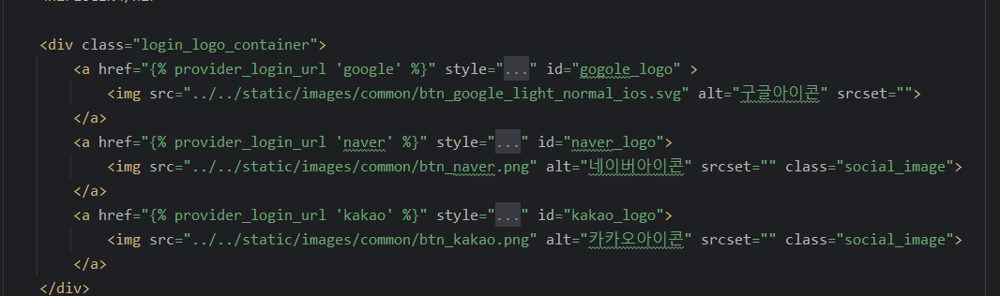 <div class="login_logo_container">
<a href="{% provider_login_url 'google' %}" style="..." id="gogole_logo" >
<img src="../../static/images/common/btn_google_light_normal_ios.svg" alt="구글아이콘" srcset="">
</a>
<a href="{% provider_login_url 'naver' %}" style="..." id="naver_logo">
<img src="../../static/images/common/btn_naver.png" alt="네이버아이콘" srcset="" class="social_image">
</a>
<a href="{% provider_login_url 'kakao' %}" style="..." id="kakao_logo">
<img src="../../static/images/common/btn_kakao.png" alt="카카오아이콘" srcset="" class="social_image">
</a>
</div>